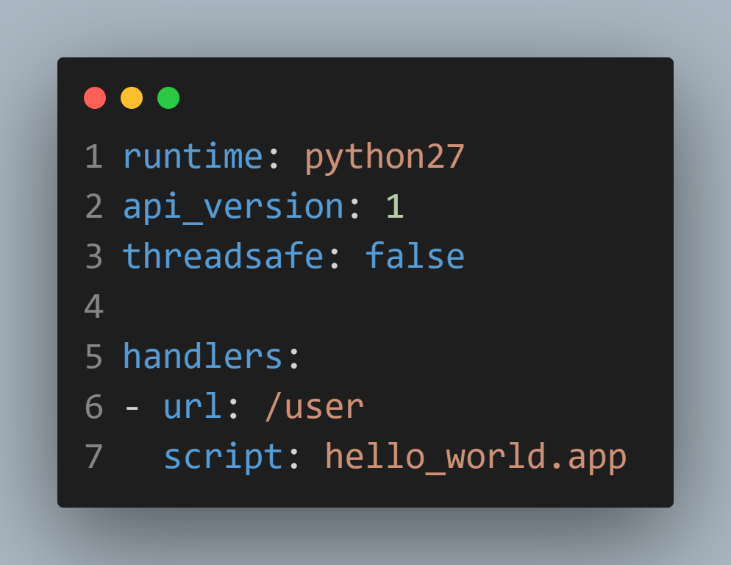 1 runtime: python27
2 api_version: 1
3 threadsafe: false
4
5 handlers:
6 - url: /user
7   script: hello_world.app